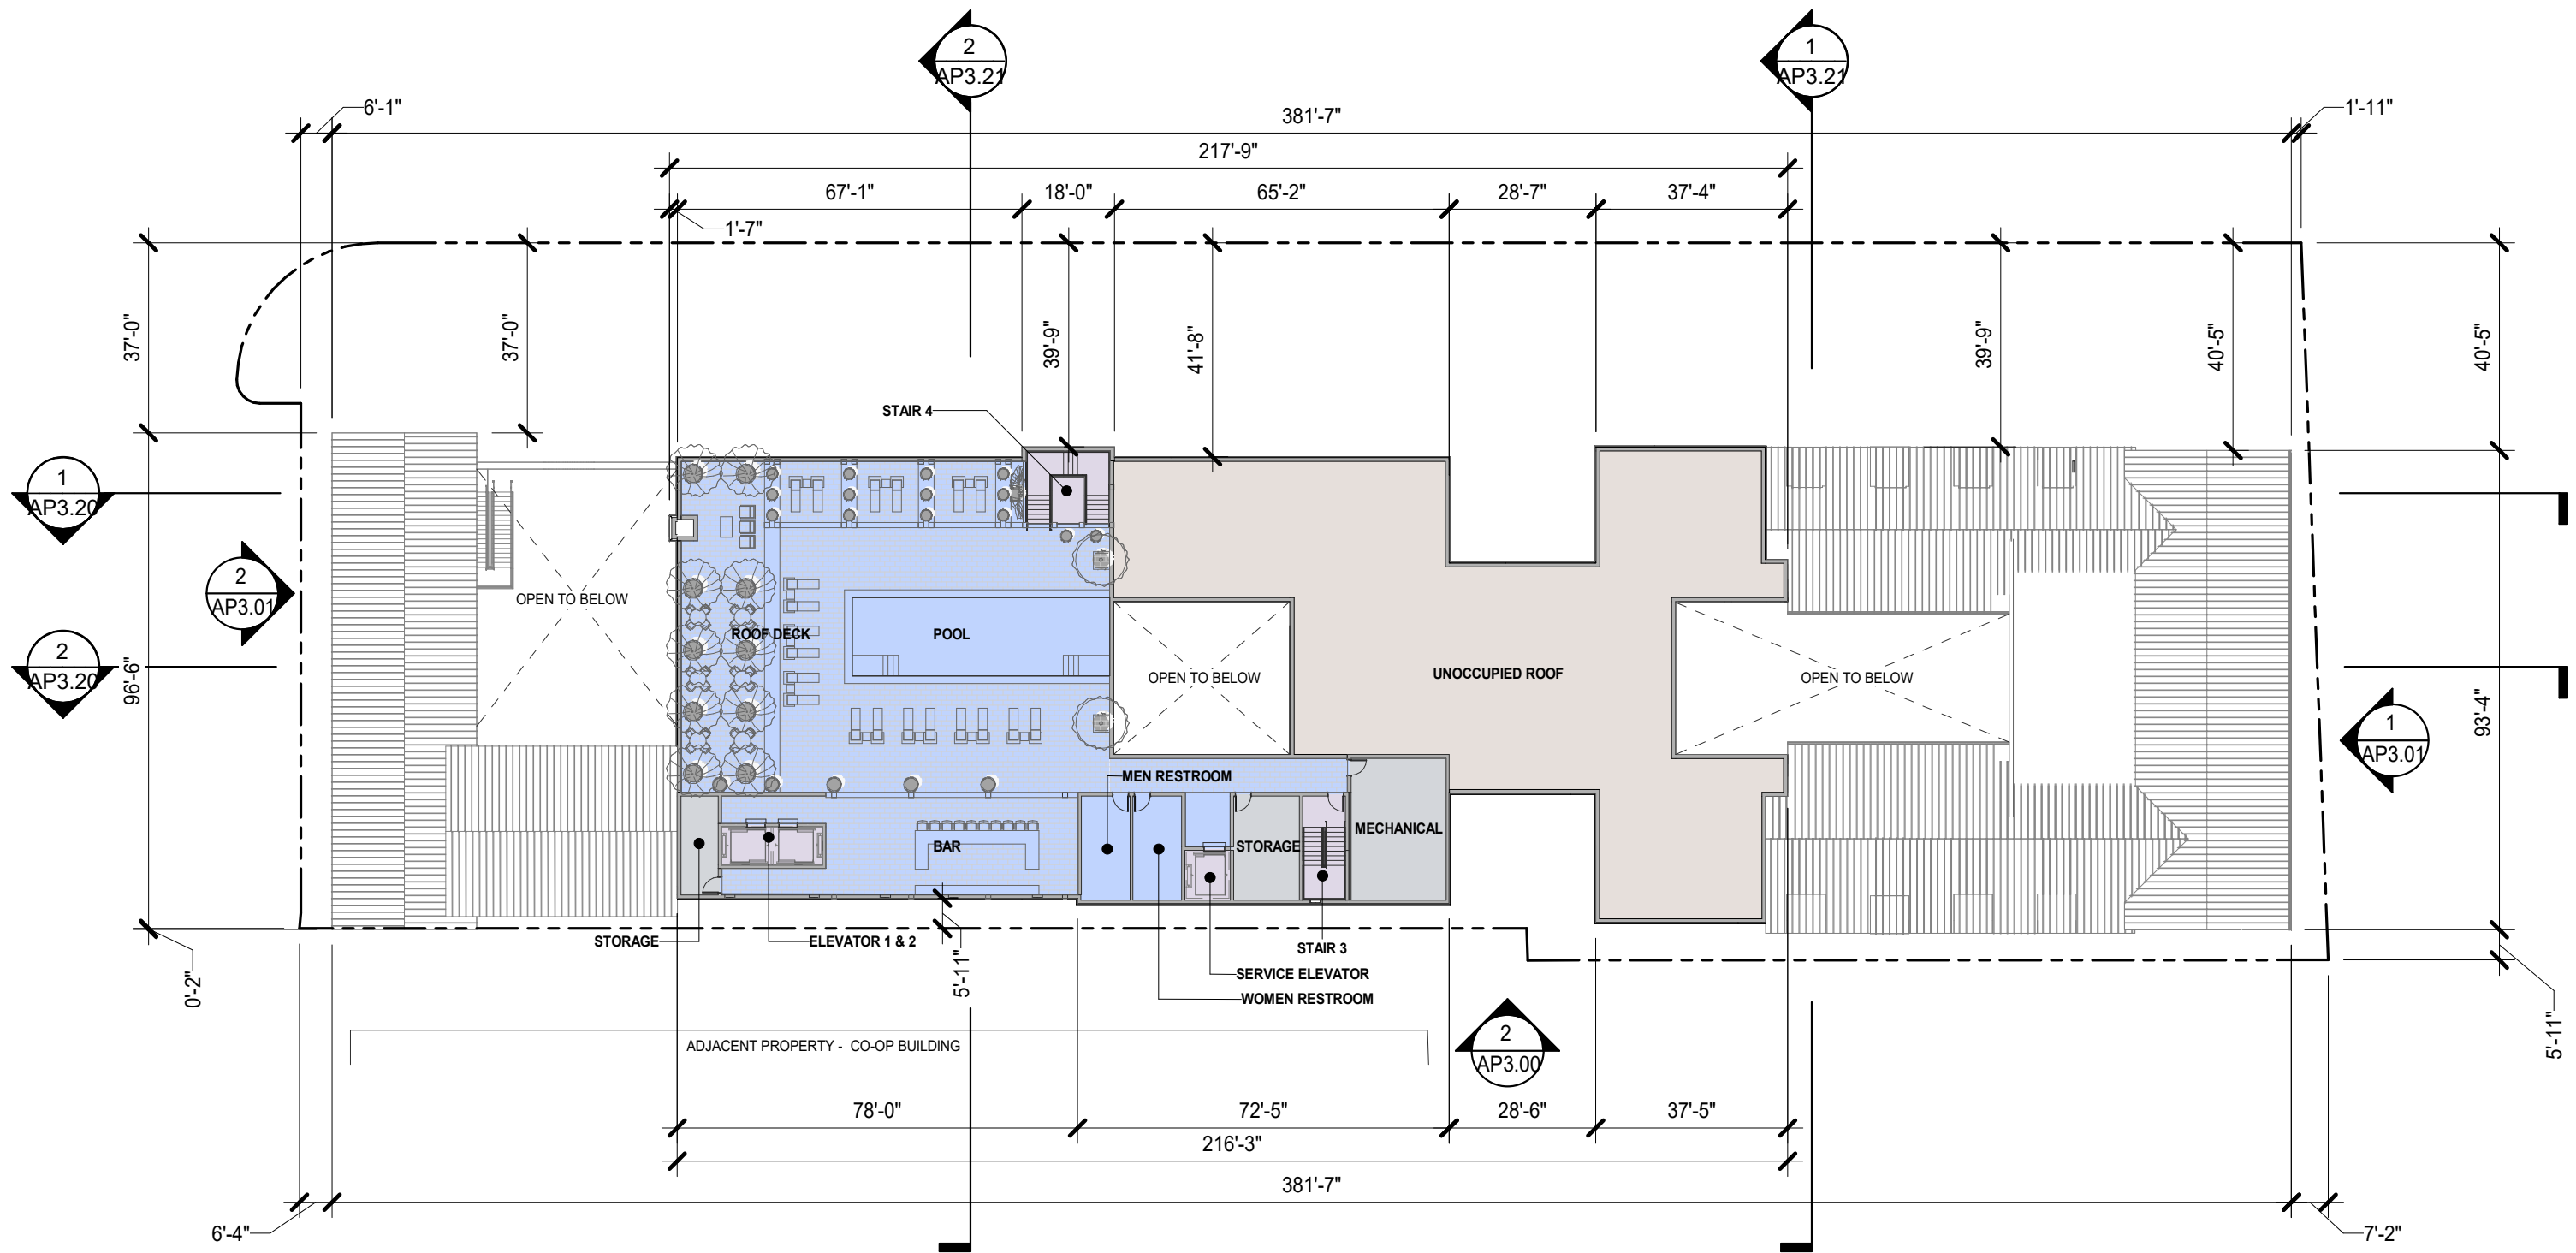 2
AP3.21
1
AP3.21
6'-1"
381'-7"
1'-11"
217'-9"
67'-1"
18'-0"
65'-2"
28'-7"
37'-4"
1'-7"
37'-0"
37'-0"
39'-9"
41'-8"
39'-9"
40'-5"
40'-5"
STAIR 4
1
AP3.20
2
AP3.01
OPEN TO BELOW
ROOF DECK
POOL
2
AP3.20
96'-6"
OPEN TO BELOW
UNOCCUPIED ROOF
OPEN TO BELOW
93'-4"
1
AP3.01
MEN RESTROOM
MECHANICAL
BAR
STORAGE
STORAGE
ELEVATOR 1 & 2
STAIR 3
SERVICE ELEVATOR
WOMEN RESTROOM
0'-2"
5'-11"
5'-11"
ADJACENT PROPERTY - CO-OP BUILDING
2
AP3.00
78'-0"
72'-5"
28'-6"
37'-5"
216'-3"
381'-7"
6'-4"
7'-2"